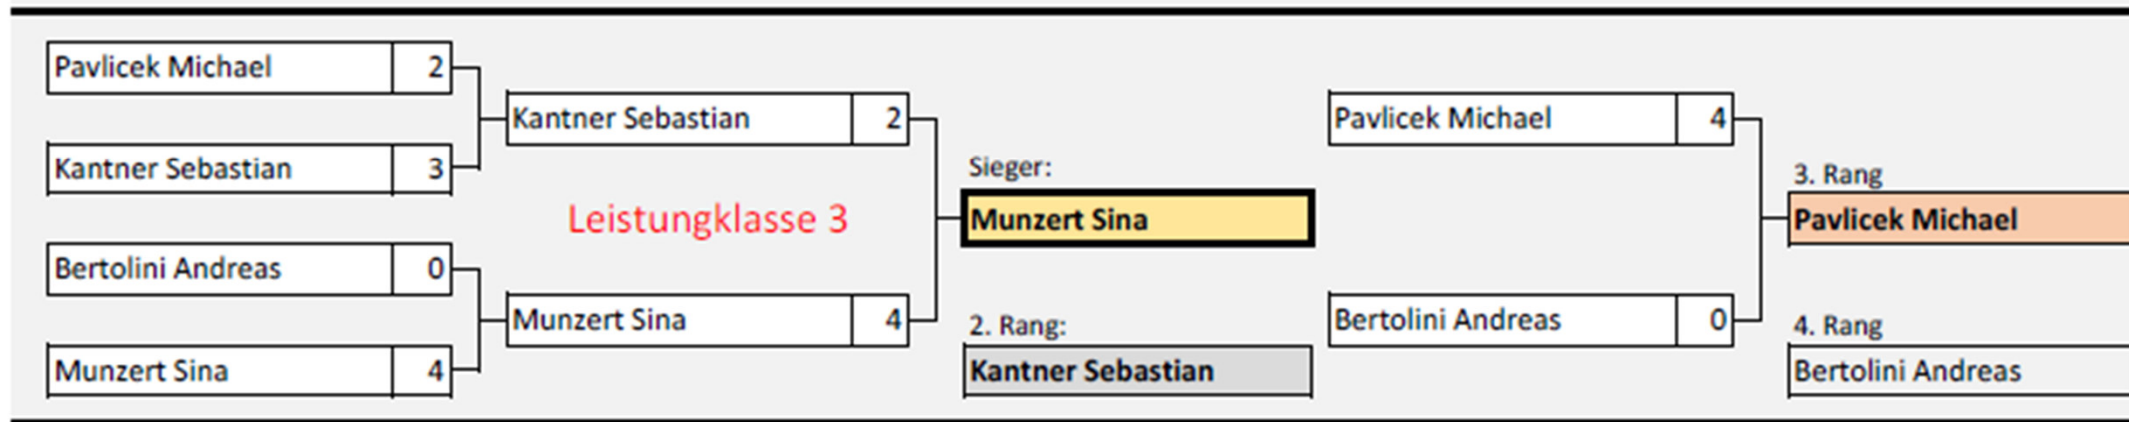 Pavlicek Michael 2
Kantner Sebastian 3
Bertolini Andreas 0
Munzert Sina 4
Kantner Sebastian 2
Leistungklasse 3
Munzert Sina 4
Sieger:
Munzert Sina
2. Rang:
Kantner Sebastian
Pavlicek Michael 4
Bertolini Andreas 0
3. Rang
Pavlicek Michael
4. Rang
Bertolini Andreas